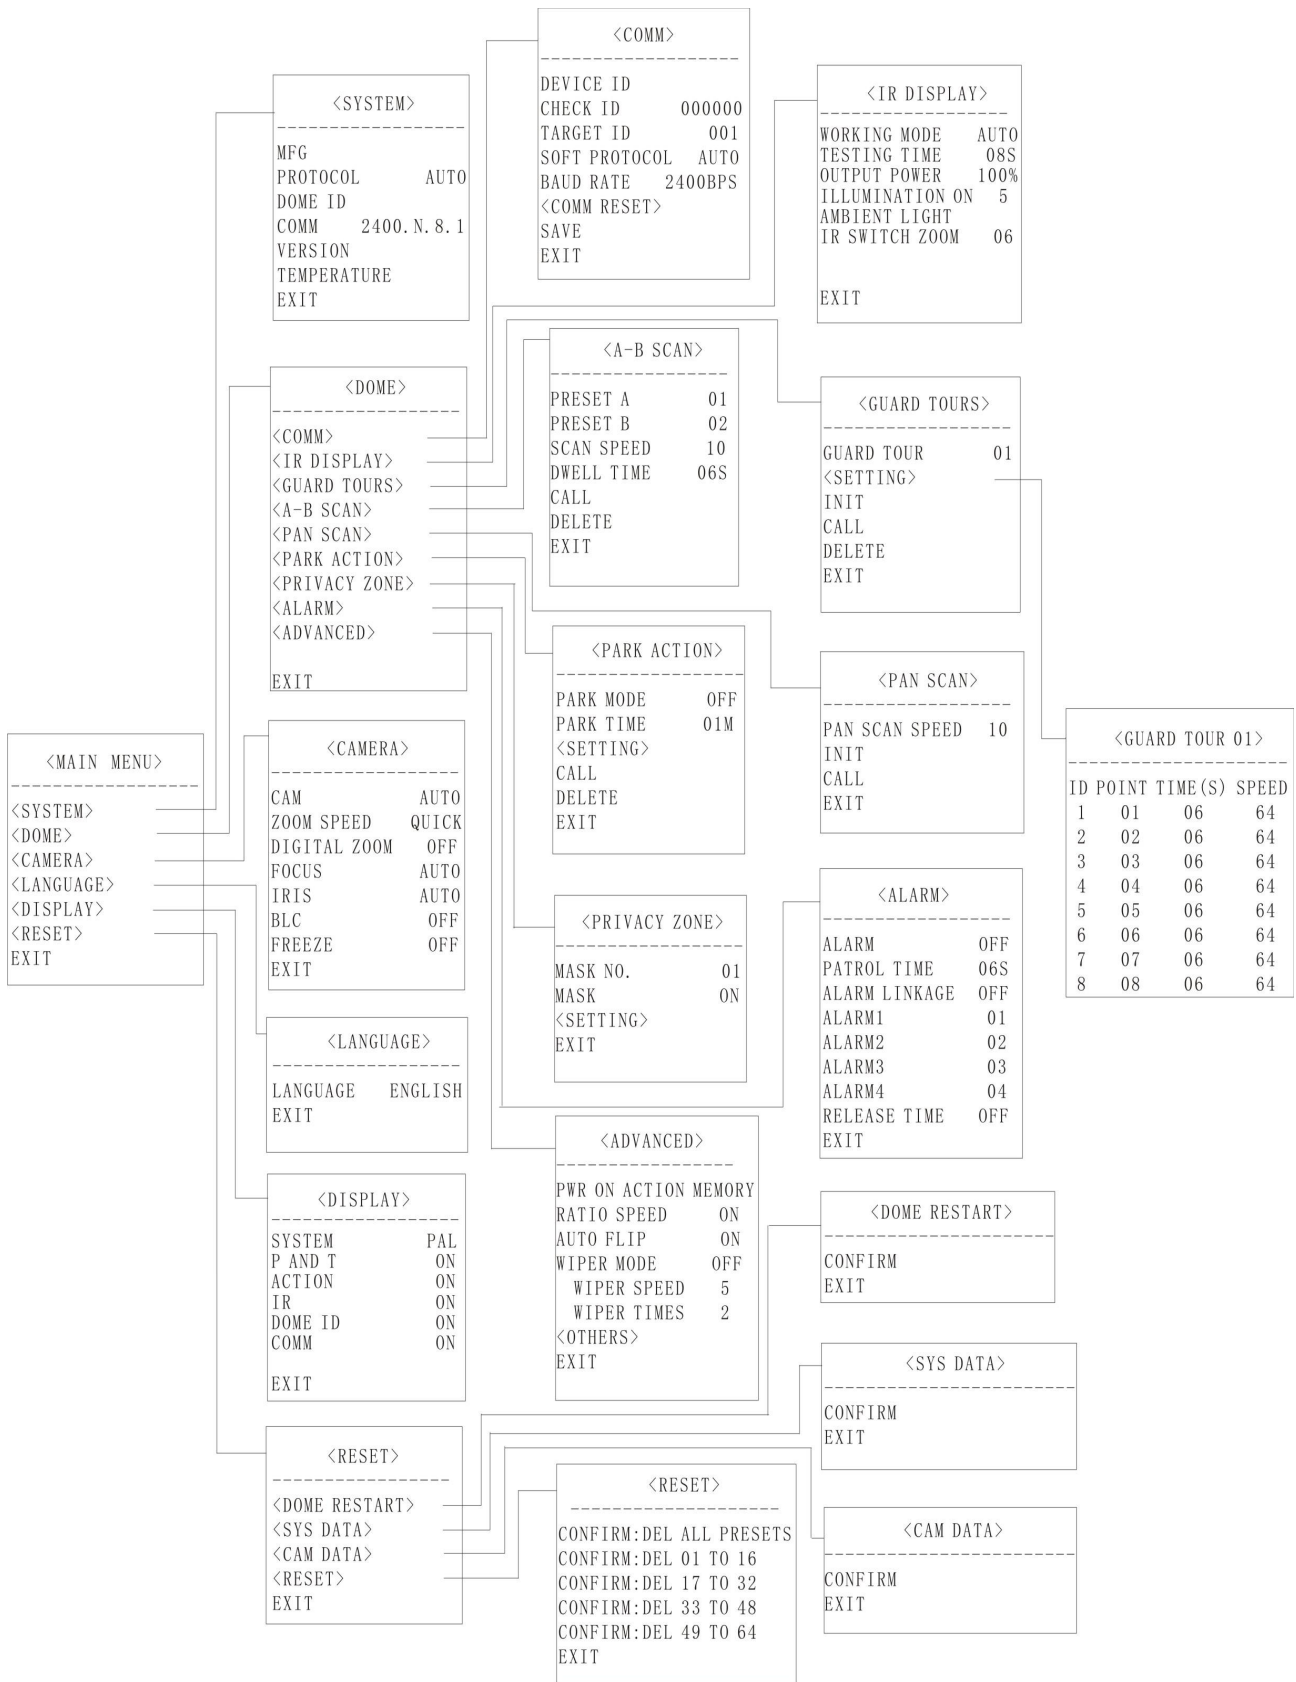 <MAIN MENU>
<SYSTEM>
<DOME>
<CAMERA>
<LANGUAGE>
<DISPLAY>
<RESET>
EXIT
<SYSTEM>
MFG
PROTOCOL AUTO
DOME ID
COMM 2400.N.8.1
VERSION
TEMPERATURE
EXIT
<DOME>
<COMM>
<IR DISPLAY>
<GUARD TOURS>
<A-B SCAN>
<PAN SCAN>
<PARK ACTION>
<PRIVACY ZONE>
<ALARM>
<ADVANCED>
EXIT
<CAMERA>
CAM AUTO
ZOOM SPEED QUICK
DIGITAL ZOOM OFF
FOCUS AUTO
IRIS AUTO
BLC OFF
FREEZE OFF
EXIT
<LANGUAGE>
LANGUAGE ENGLISH
EXIT
<DISPLAY>
SYSTEM PAL
P AND T ON
ACTION ON
IR ON
DOME ID ON
COMM ON
EXIT
<RESET>
<DOME RESTART>
<SYS DATA>
<CAM DATA>
<RESET>
EXIT
<COMM>
DEVICE ID
CHECK ID 000000
TARGET ID 001
SOFT PROTOCOL AUTO
BAUD RATE 2400BPS
<COMM RESET>
SAVE
EXIT
<A-B SCAN>
PRESET A 01
PRESET B 02
SCAN SPEED 10
DWELL TIME 06S
CALL
DELETE
EXIT
<PARK ACTION>
PARK MODE OFF
PARK TIME 01M
<SETTING>
CALL
DELETE
EXIT
<PRIVACY ZONE>
MASK NO. 01
MASK ON
<SETTING>
EXIT
<ADVANCED>
PWR ON ACTION MEMORY
RATIO SPEED ON
AUTO FLIP ON
WIPER MODE OFF
WIPER SPEED 5
WIPER TIMES 2
<OTHERS>
EXIT
<RESET>
CONFIRM:DEL ALL PRESETS
CONFIRM:DEL 01 TO 16
CONFIRM:DEL 17 TO 32
CONFIRM:DEL 33 TO 48
CONFIRM:DEL 49 TO 64
EXIT
<IR DISPLAY>
WORKING MODE AUTO
TESTING TIME 08S
OUTPUT POWER 100%
ILLUMINATION ON 5
AMBIENT LIGHT
IR SWITCH ZOOM 06
EXIT
<GUARD TOURS>
GUARD TOUR 01
<SETTING>
INIT
CALL
DELETE
EXIT
<PAN SCAN>
PAN SCAN SPEED 10
INIT
CALL
EXIT
<ALARM>
ALARM OFF
PATROL TIME 06S
ALARM LINKAGE OFF
ALARM1 01
ALARM2 02
ALARM3 03
ALARM4 04
RELEASE TIME OFF
EXIT
<DOME RESTART>
CONFIRM
EXIT
<SYS DATA>
CONFIRM
EXIT
<CAM DATA>
CONFIRM
EXIT
<GUARD TOUR 01>
ID POINT TIME(S) SPEED
1 01 06 64
2 02 06 64
3 03 06 64
4 04 06 64
5 05 06 64
6 06 06 64
7 07 06 64
8 08 06 64